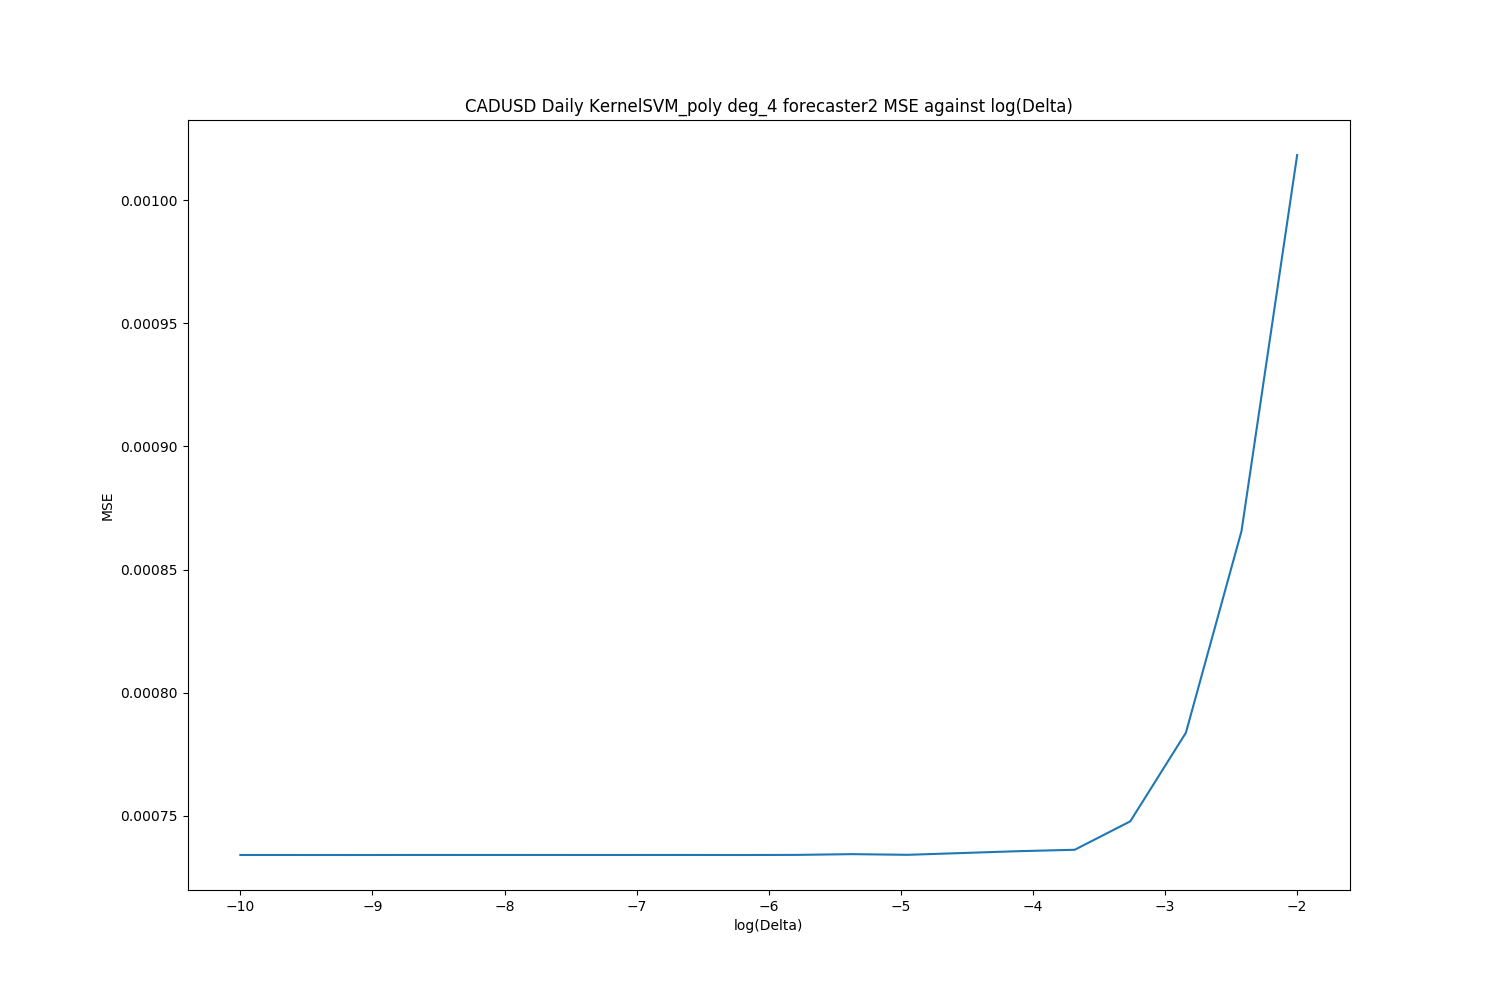 CADUSD Daily KernelSVM_poly deg_4 forecaster2 MSE against log(Delta)
0.00100
0.00095
0.00090
MSE
0.00085
0.00080
0.00075
−10 −9 −8 −7 −6 −5 −4 −3 −2
log(Delta)